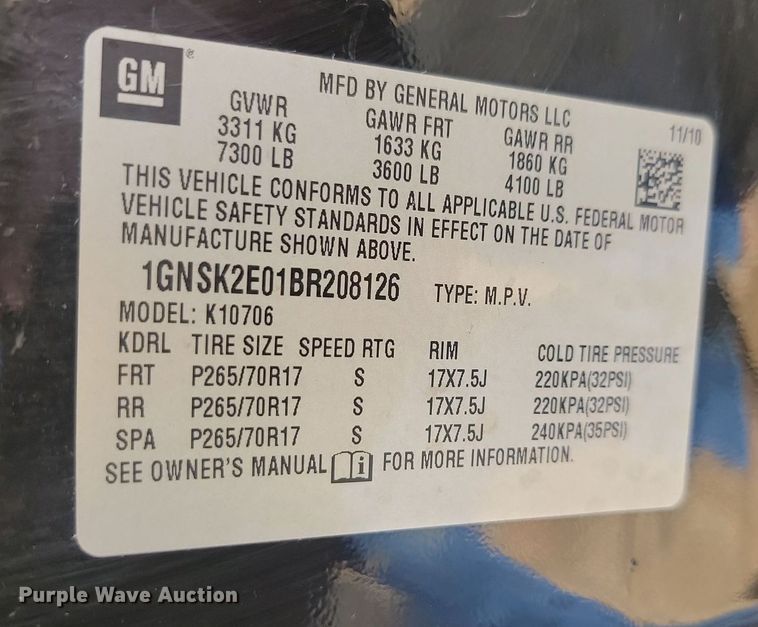 GM ®
MFD BY GENERAL MOTORS LLC
11/10
GVWR GAWR FRT GAWR RR
3311 KG 1633 KG 1860 KG
7300 LB 3600 LB 4100 LB
THIS VEHICLE CONFORMS TO ALL APPLICABLE U.S. FEDERAL MOTOR
VEHICLE SAFETY STANDARDS IN EFFECT ON THE DATE OF
MANUFACTURE SHOWN ABOVE.
1GNSK2E01BR208126 TYPE: M.P.V.
MODEL: K10706
KDRL TIRE SIZE SPEED RTG RIM COLD TIRE PRESSURE
FRT P265/70R17 S 17X7.5J 220KPA(32PSI)
RR P265/70R17 S 17X7.5J 220KPA(32PSI)
SPA P265/70R17 S 17X7.5J 240KPA(35PSI)
SEE OWNER'S MANUAL i FOR MORE INFORMATION.
Purple Wave Auction